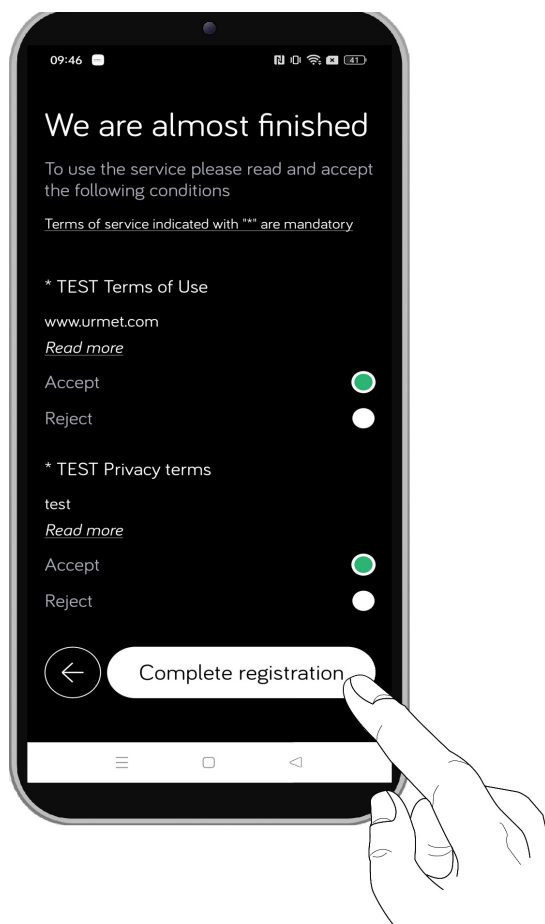 09:46
41
We are almost finished
To use the service please read and accept
the following conditions
Terms of service indicated with "*" are mandatory
* TEST Terms of Use
www.urmet.com
Read more
Accept
Reject
* TEST Privacy terms
test
Read more
Accept
Reject
Complete registration